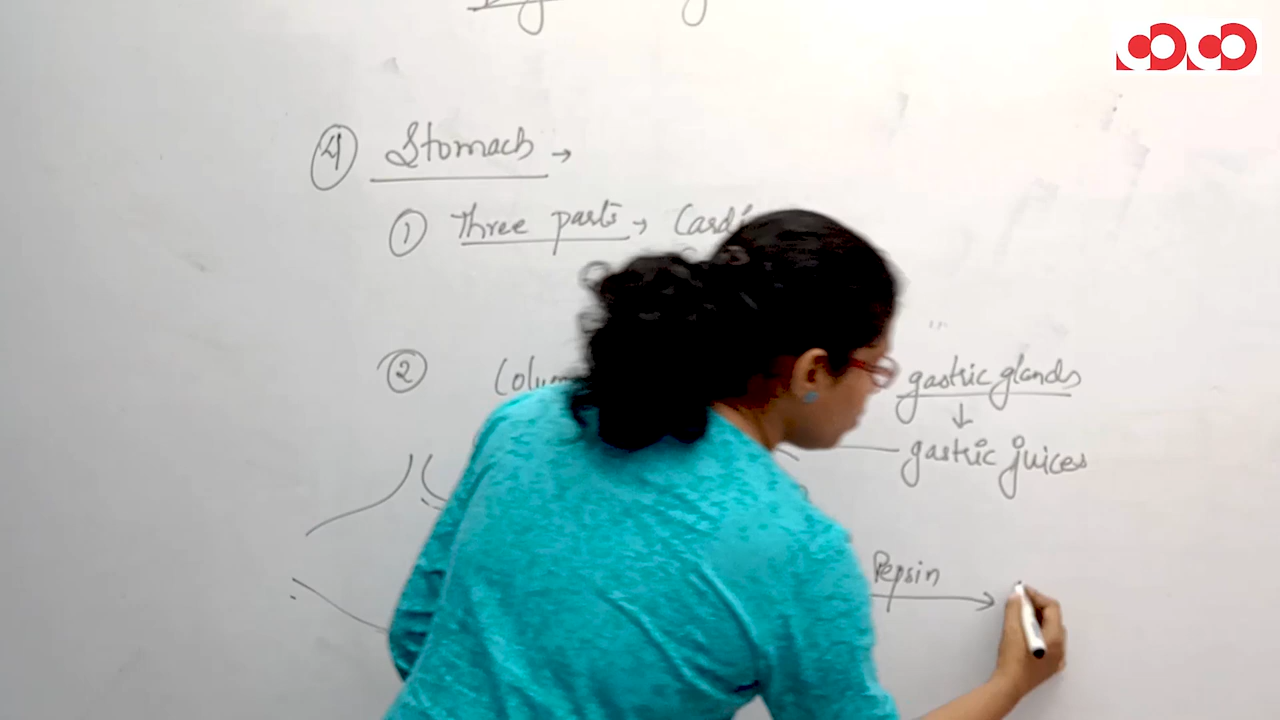 ④ Stomach →
① Three parts → Cardi
② Colum
gastric glands
↓
gastric juices
Pepsin